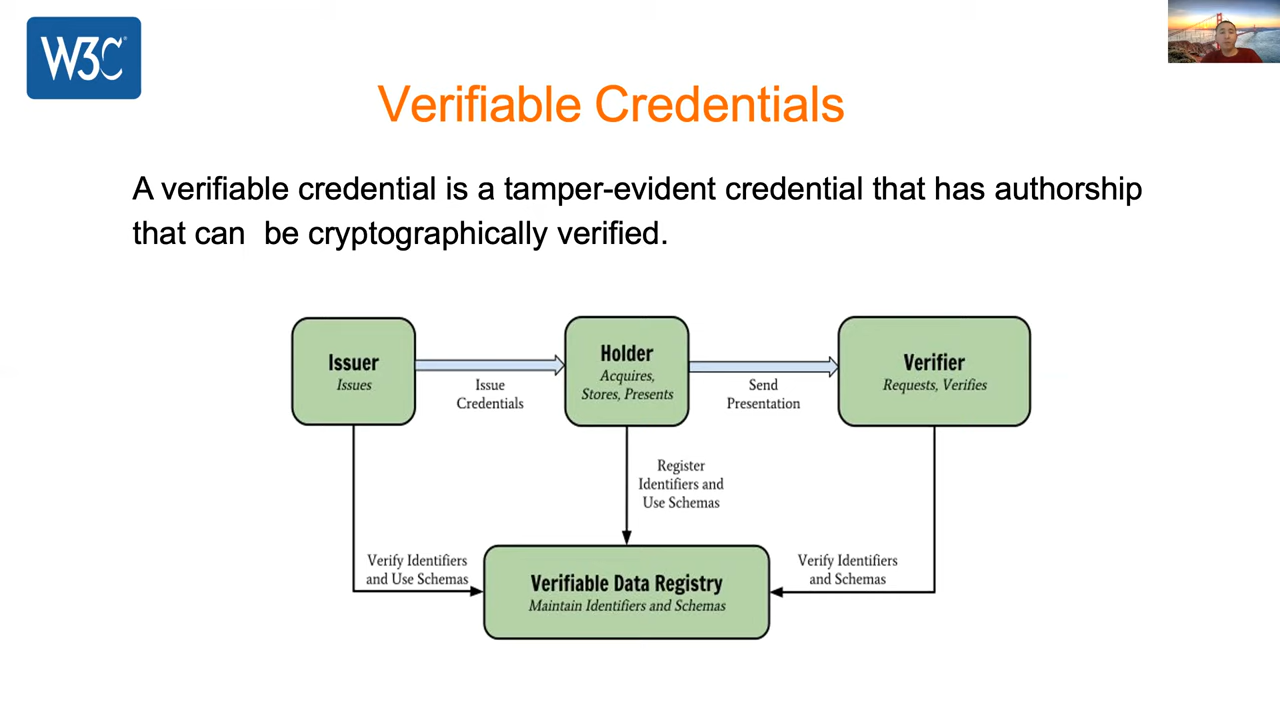 W3C®
Verifiable Credentials
A verifiable credential is a tamper-evident credential that has authorship
that can  be cryptographically verified.
Issuer
Issues
Issue
Credentials
Holder
Acquires,
Stores, Presents
Send
Presentation
Verifier
Requests, Verifies
Register
Identifiers and
Use Schemas
Verify Identifiers
and Use Schemas
Verifiable Data Registry
Maintain Identifiers and Schemas
Verify Identifiers
and Schemas